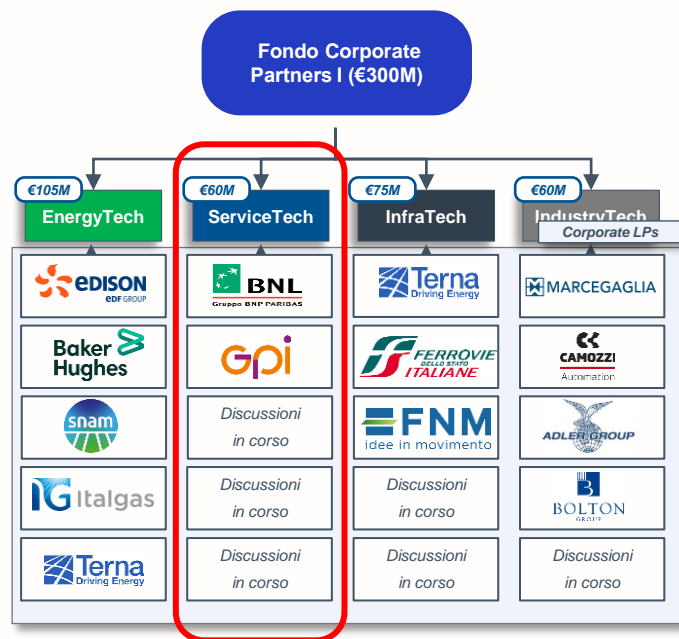 Fondo Corporate
Partners I (€300M)
€105M
EnergyTech
€60M
ServiceTech
€75M
InfraTech
€60M
IndustryTech
Corporate LPs
EDISON
EDF GROUP
Baker
Hughes
snam
IG Italgas
Terna
Driving Energy
BNL
Gruppo BNP PARIBAS
Gpi
Discussioni
in corso
Discussioni
in corso
Discussioni
in corso
Terna
Driving Energy
FERROVIE
DELLO STATO
ITALIANE
FNM
idee in movimento
Discussioni
in corso
Discussioni
in corso
MARCEGAGLIA
CK
CAMOZZI
Automation
ADLER GROUP
B
BOLTON
GROUP
Discussioni
in corso